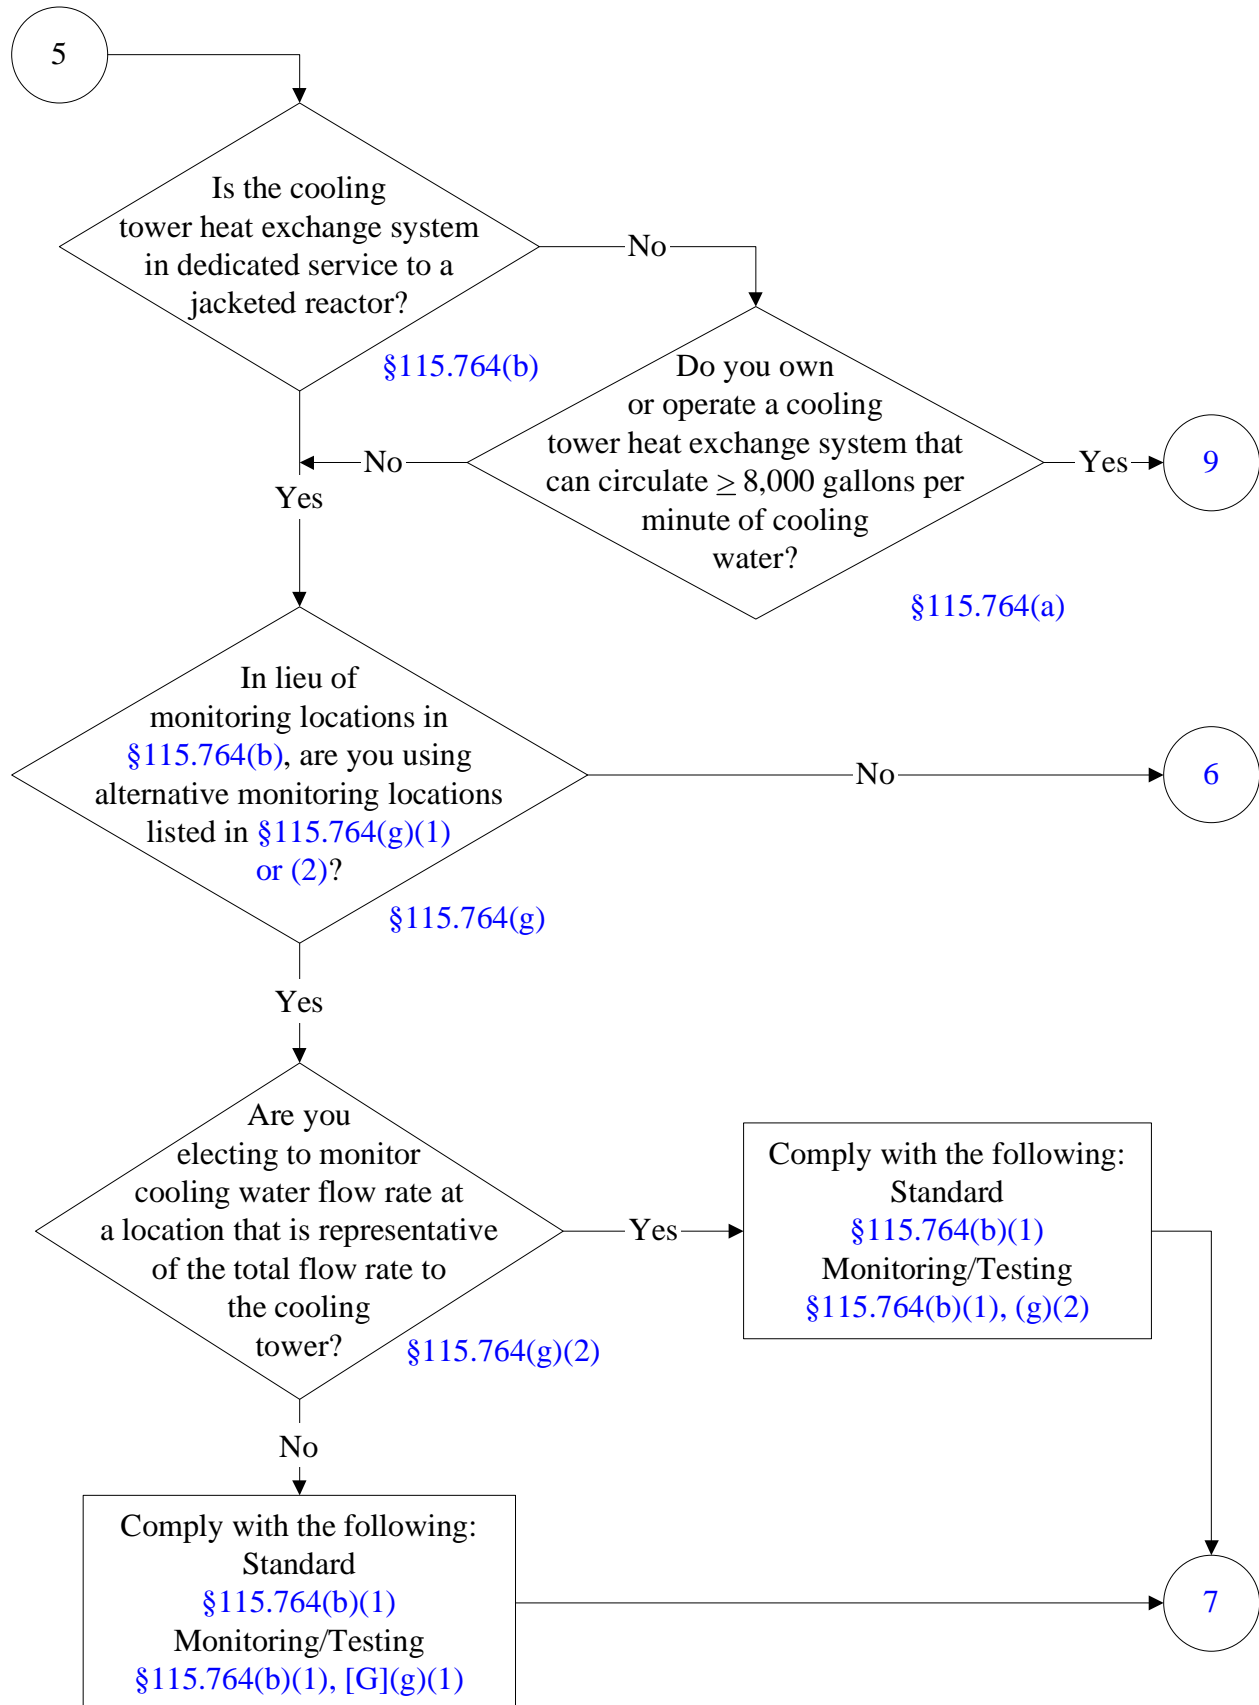 5
Is the cooling
tower heat exchange system
in dedicated service to a
jacketed reactor?
§115.764(b)
No
Do you own
or operate a cooling
tower heat exchange system that
can circulate ≥ 8,000 gallons per
minute of cooling
water?
§115.764(a)
No
Yes
9
Yes
In lieu of
monitoring locations in
§115.764(b), are you using
alternative monitoring locations
listed in §115.764(g)(1)
or (2)?
§115.764(g)
No
6
Yes
Are you
electing to monitor
cooling water flow rate at
a location that is representative
of the total flow rate to
the cooling
tower?
§115.764(g)(2)
Yes
Comply with the following:
Standard
§115.764(b)(1)
Monitoring/Testing
§115.764(b)(1), (g)(2)
No
Comply with the following:
Standard
§115.764(b)(1)
Monitoring/Testing
§115.764(b)(1), [G](g)(1)
7